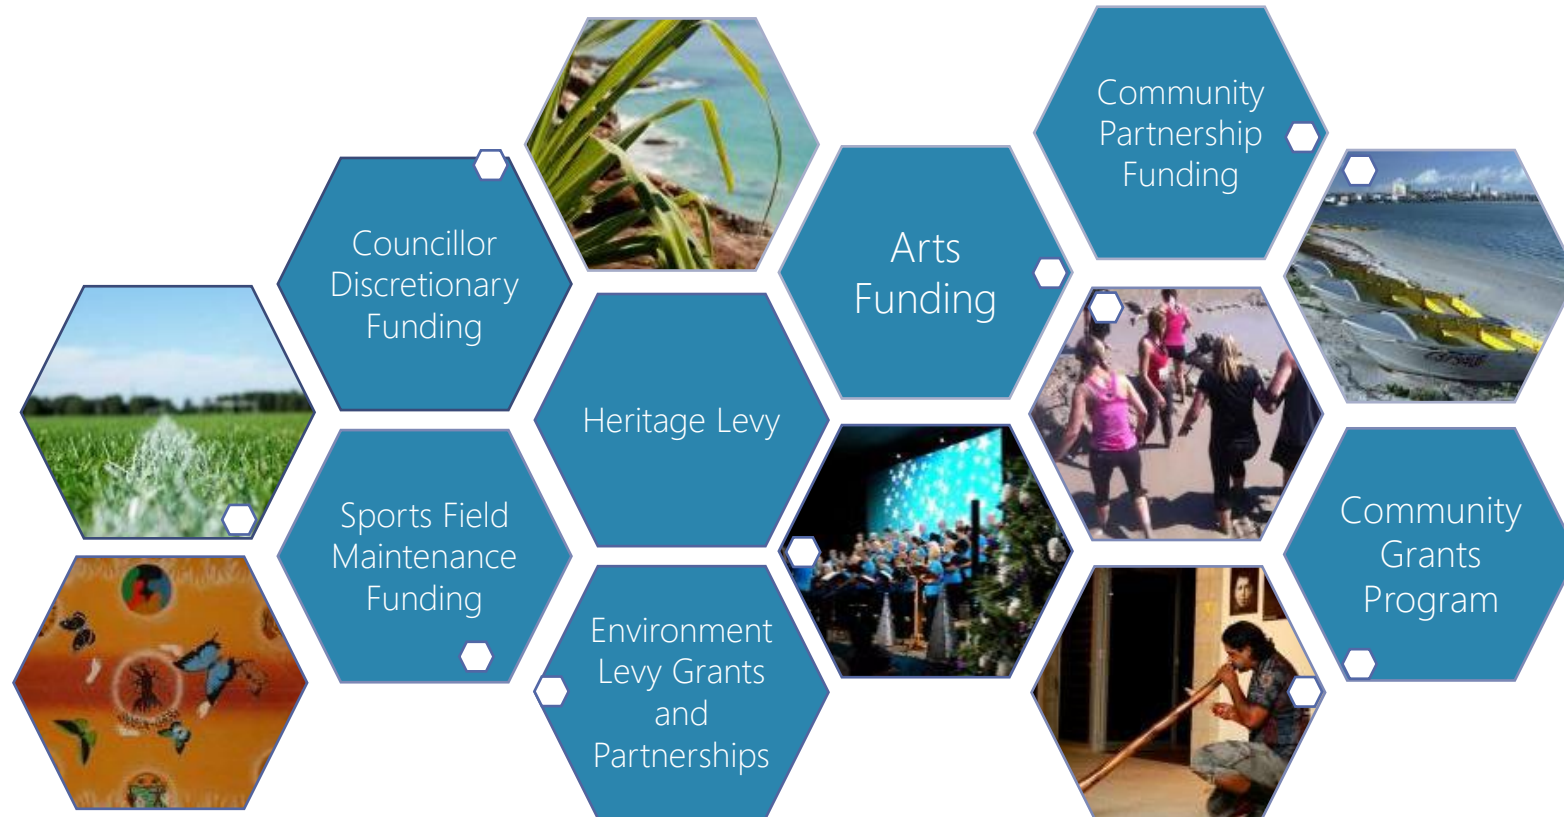 Community
Partnership
Funding
Councillor
Discretionary
Funding
Arts
Funding
Heritage Levy
Sports Field
Maintenance
Funding
Community
Grants
Program
Environment
Levy Grants
and
Partnerships